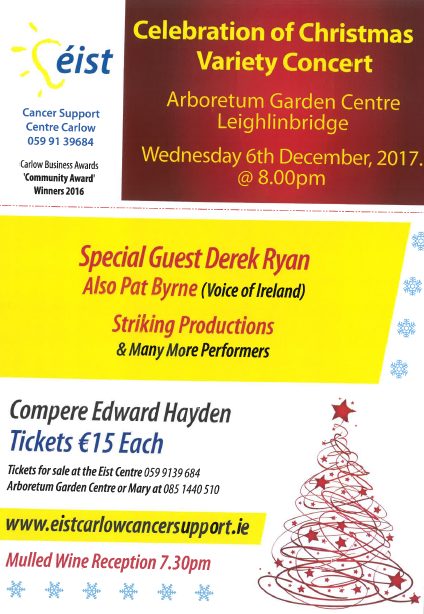 éist
Cancer Support
Centre Carlow
059 91 39684
Carlow Business Awards
'Community Award'
Winners 2016
Celebration of Christmas
Variety Concert
Arboretum Garden Centre
Leighlinbridge
Wednesday 6th December, 2017.
@ 8.00pm
Special Guest Derek Ryan
Also Pat Byrne (Voice of Ireland)
Striking Productions
& Many More Performers
Compere Edward Hayden
Tickets €15 Each
Tickets for sale at the Eist Centre 059 9139 684
Arboretum Garden Centre or Mary at 085 1440 510
www.eistcarlowcancersupport.ie
Mulled Wine Reception 7.30pm